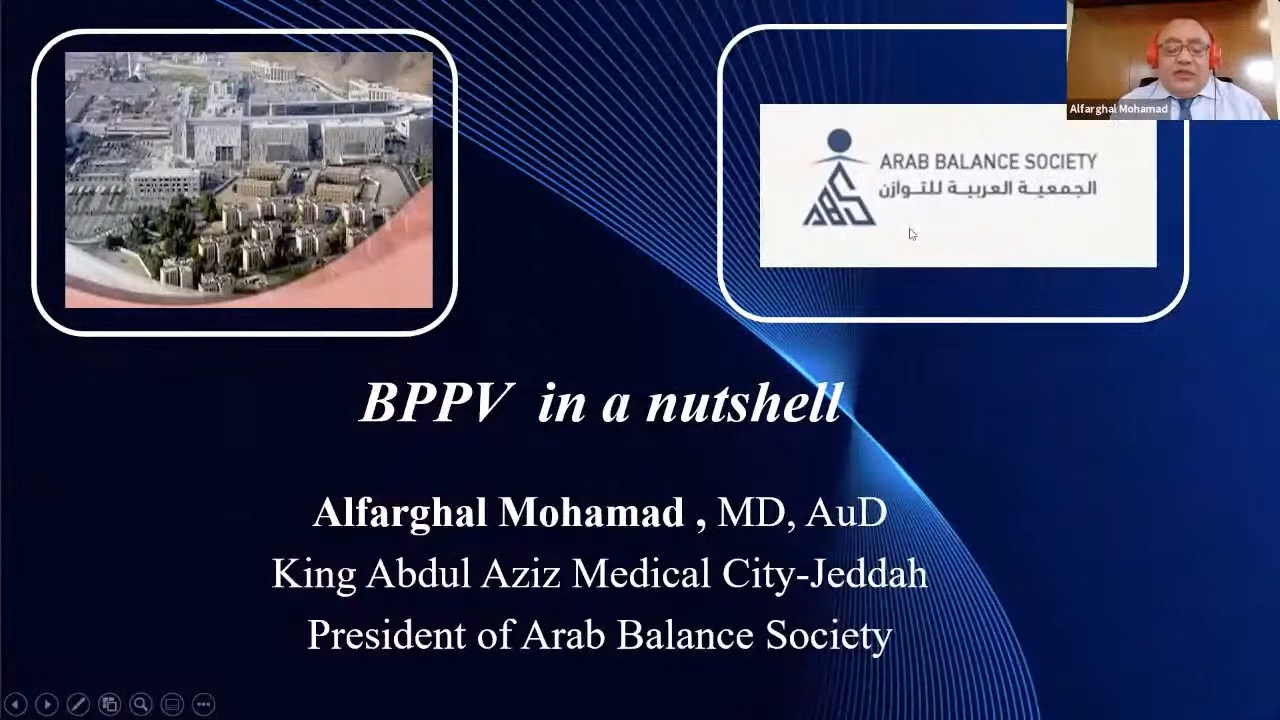 Alfarghal Mohamad
ARAB BALANCE SOCIETY
الجمعية العربية للتوازن
ABS
BPPV in a nutshell
Alfarghal Mohamad , MD, AuD
King Abdul Aziz Medical City-Jeddah
President of Arab Balance Society